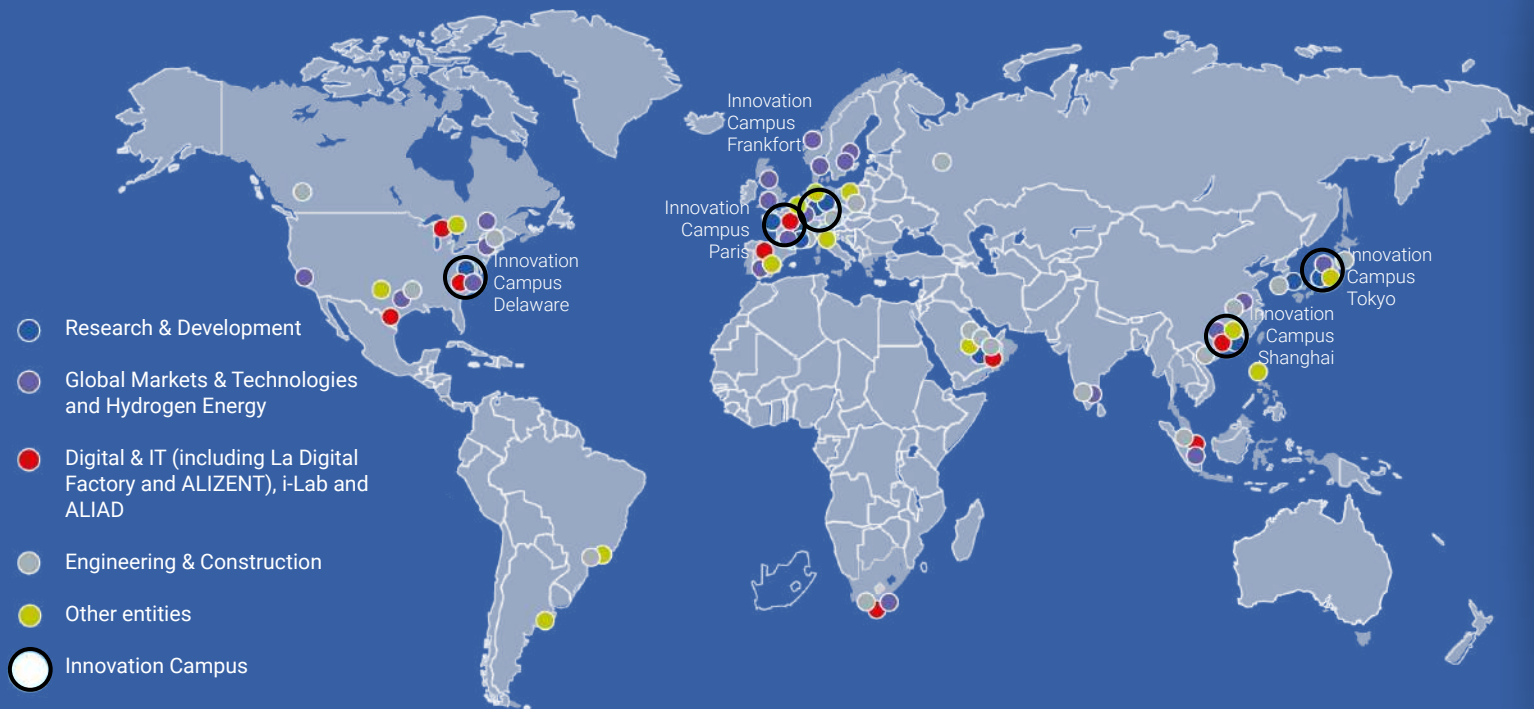 Innovation
Campus
Frankfort
Innovation
Campus
Paris
Innovation
Campus
Delaware
Innovation
Campus
Tokyo
Innovation
Campus
Shanghai
Research & Development
Global Markets & Technologies
and Hydrogen Energy
Digital & IT (including La Digital
Factory and ALIZENT), i-Lab and
ALIAD
Engineering & Construction
Other entities
Innovation Campus